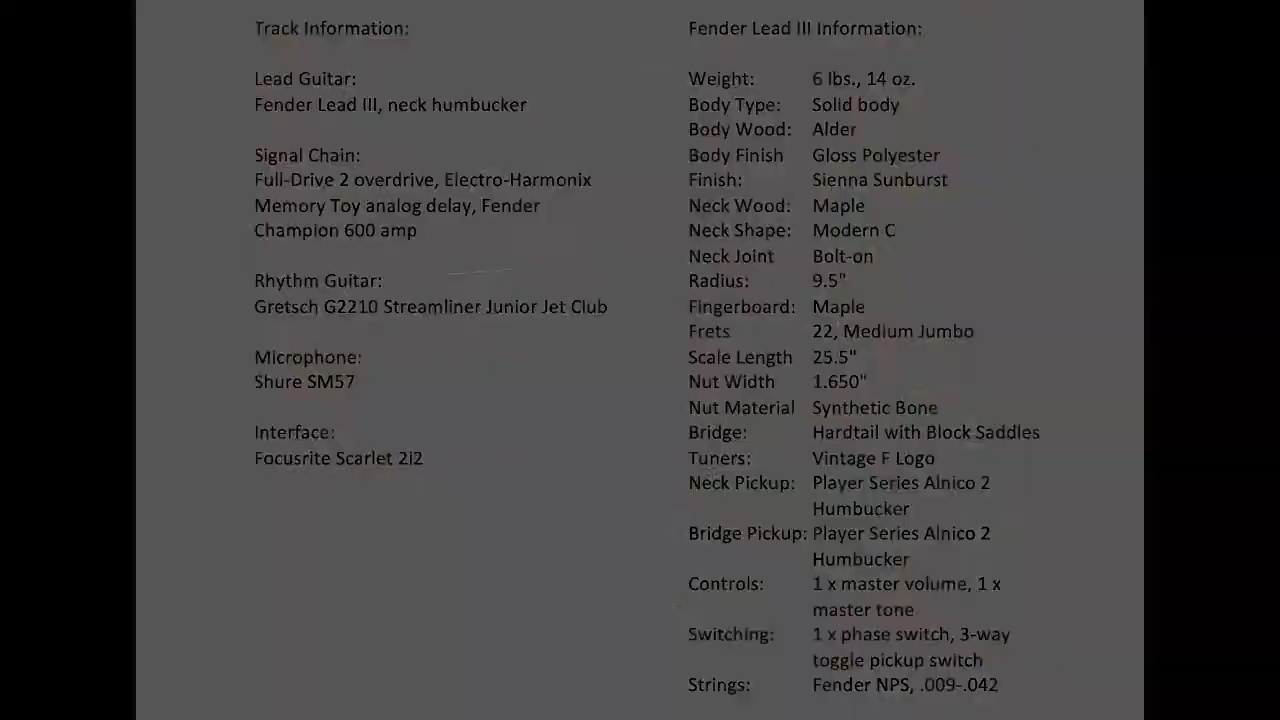 Track Information:
Lead Guitar:
Fender Lead III, neck humbucker
Signal Chain:
Full-Drive 2 overdrive, Electro-Harmonix
Memory Toy analog delay, Fender
Champion 600 amp
Rhythm Guitar:
Gretsch G2210 Streamliner Junior Jet Club
Microphone:
Shure SM57
Interface:
Focusrite Scarlet 2i2
Fender Lead III Information:
Weight: 6 lbs., 14 oz.
Body Type: Solid body
Body Wood: Alder
Body Finish Gloss Polyester
Finish: Sienna Sunburst
Neck Wood: Maple
Neck Shape: Modern C
Neck Joint Bolt-on
Radius: 9.5"
Fingerboard: Maple
Frets 22, Medium Jumbo
Scale Length 25.5"
Nut Width 1.650"
Nut Material Synthetic Bone
Bridge: Hardtail with Block Saddles
Tuners: Vintage F Logo
Neck Pickup: Player Series Alnico 2
Humbucker
Bridge Pickup: Player Series Alnico 2
Humbucker
Controls: 1 x master volume, 1 x
master tone
Switching: 1 x phase switch, 3-way
toggle pickup switch
Strings: Fender NPS, .009-.042